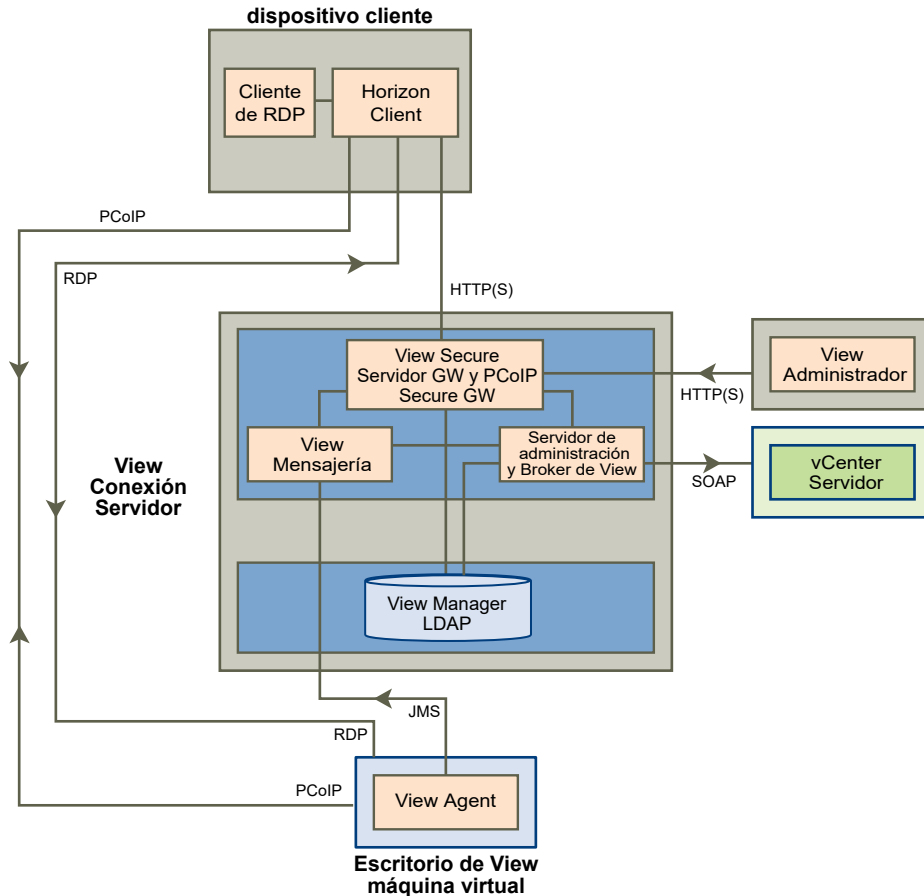 dispositivo cliente
Cliente
de RDP
Horizon
Client
PCoIP
RDP
HTTP(S)
View Secure
Servidor GW y PCoIP
Secure GW
View
Administrador
HTTP(S)
View
Mensajería
Servidor de
administración
y Broker de View
vCenter
Servidor
SOAP
View
Conexión
Servidor
View Manager
LDAP
JMS
RDP
PCoIP
View Agent
Escritorio de View
máquina virtual